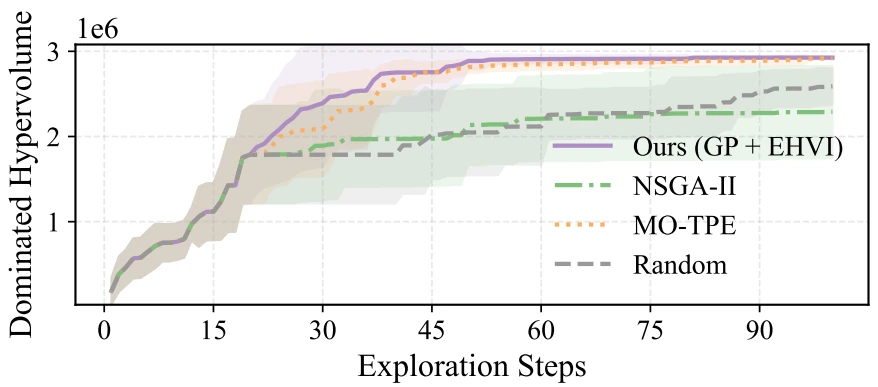 1e6
Dominated Hypervolume
3
2
1
Ours (GP + EHVI)
NSGA-II
MO-TPE
Random
0 15 30 45 60 75 90
Exploration Steps